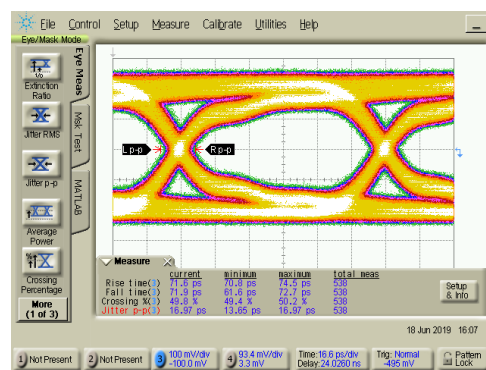 File Control Setup Measure Calibrate Utilities Help
Eye/Mask Mode
Extinction
Ratio
Jitter RMS
Jitter p-p
Average
Power
Crossing
Percentage
More
(1 of 3)
Eye Meas
Msk Test
MATLAB
L p-p
R p-p
Measure
current minimum maximum total meas
Rise time(3) 71.6 ps 70.8 ps 74.5 ps 538
Fall time(3) 71.9 ps 61.6 ps 72.7 ps 538
Crossing %(3) 49.8 % 49.4 % 50.2 % 538
Jitter p-p(3) 16.97 ps 13.65 ps 16.97 ps 538
Setup
& Info
18 Jun 2019 16:07
1 Not Present
2 Not Present
3 100 mV/div
-100.0 mV
4 93.4 mV/div
3.3 mV
Time:16.6 ps/div
Delay:24.0260 ns
Trig: Normal
-495 mV
Pattern
Lock